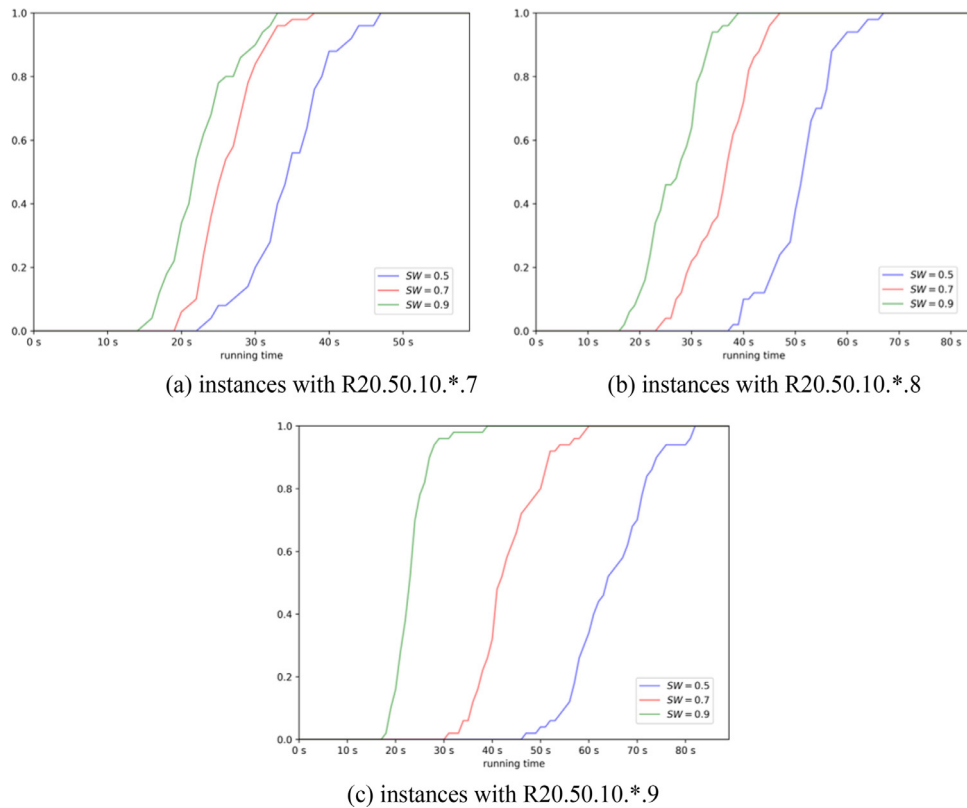 1.0
0.8
0.6
0.4
0.2
0.0
0 s 10 s 20 s 30 s 40 s 50 s
running time
SW = 0.5
SW = 0.7
SW = 0.9
(a) instances with R20.50.10.*.7
1.0
0.8
0.6
0.4
0.2
0.0
0 s 10 s 20 s 30 s 40 s 50 s 60 s 70 s 80 s
running time
SW = 0.5
SW = 0.7
SW = 0.9
(b) instances with R20.50.10.*.8
1.0
0.8
0.6
0.4
0.2
0.0
0 s 10 s 20 s 30 s 40 s 50 s 60 s 70 s 80 s
running time
SW = 0.5
SW = 0.7
SW = 0.9
(c) instances with R20.50.10.*.9